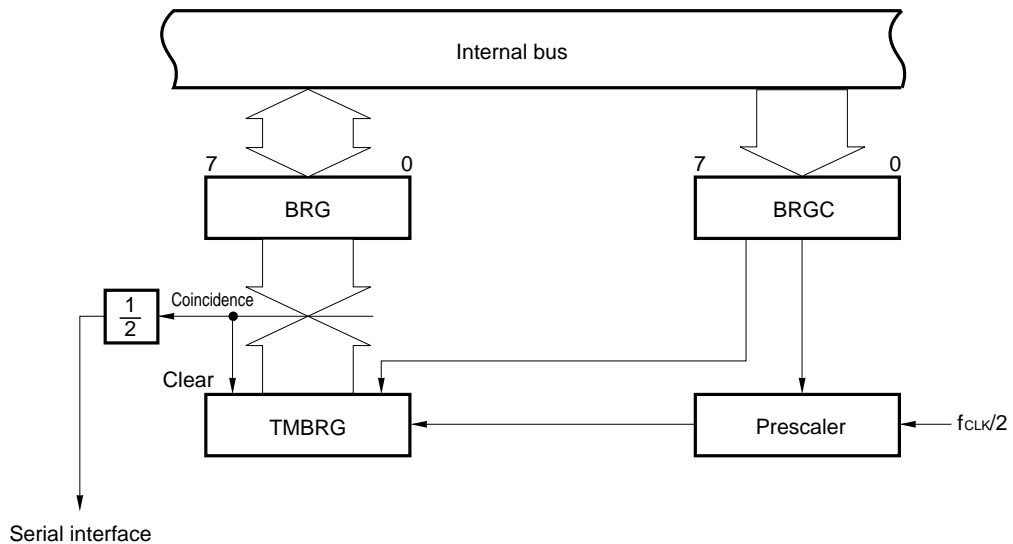 Internal bus
7 0 7 0
BRG BRGC
1
2
Coincidence
Clear
TMBRG Prescaler fCLK/2
Serial interface